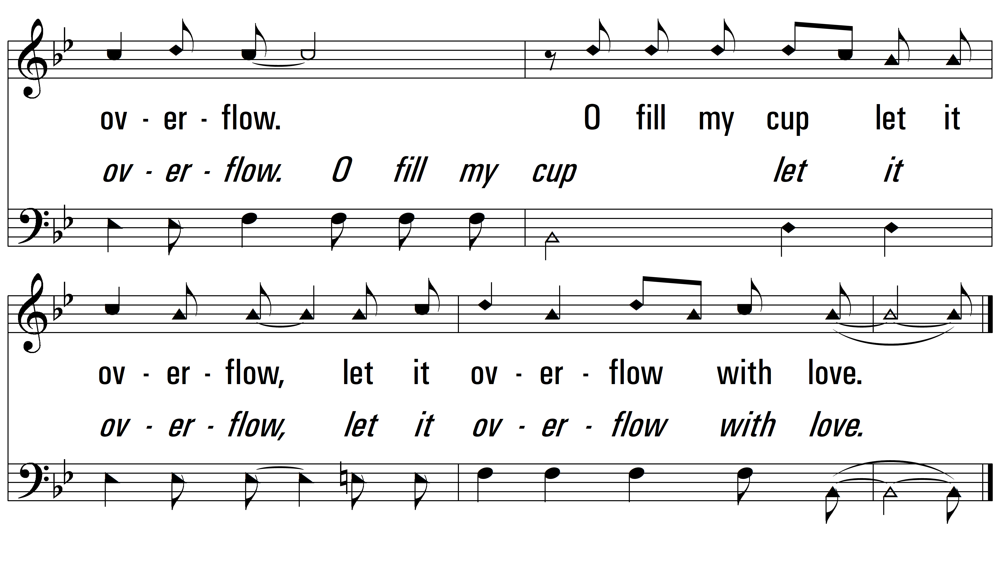 ov - er - flow. O fill my cup let it
ov - er - flow. O fill my cup let it
ov - er - flow, let it ov - er - flow with love.
ov - er - flow, let it ov - er - flow with love.